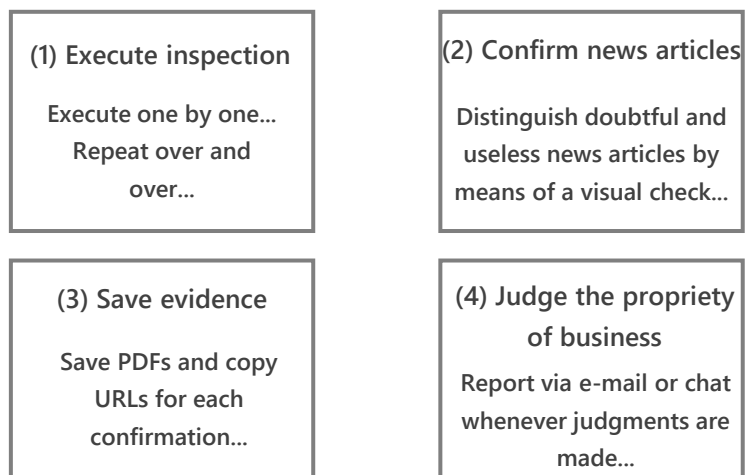 (1) Execute inspection
Execute one by one...
Repeat over and
over...
(2) Confirm news articles
Distinguish doubtful and
useless news articles by
means of a visual check...
(3) Save evidence
Save PDFs and copy
URLs for each
confirmation...
(4) Judge the propriety
of business
Report via e-mail or chat
whenever judgments are
made...